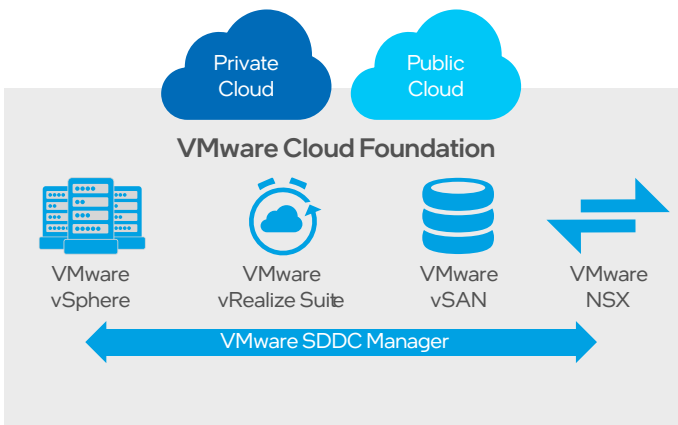 Private
Cloud
Public
Cloud
VMware Cloud Foundation
VMware
vSphere
VMware
vRealize Suite
VMware
vSAN
VMware
NSX
VMware SDDC Manager